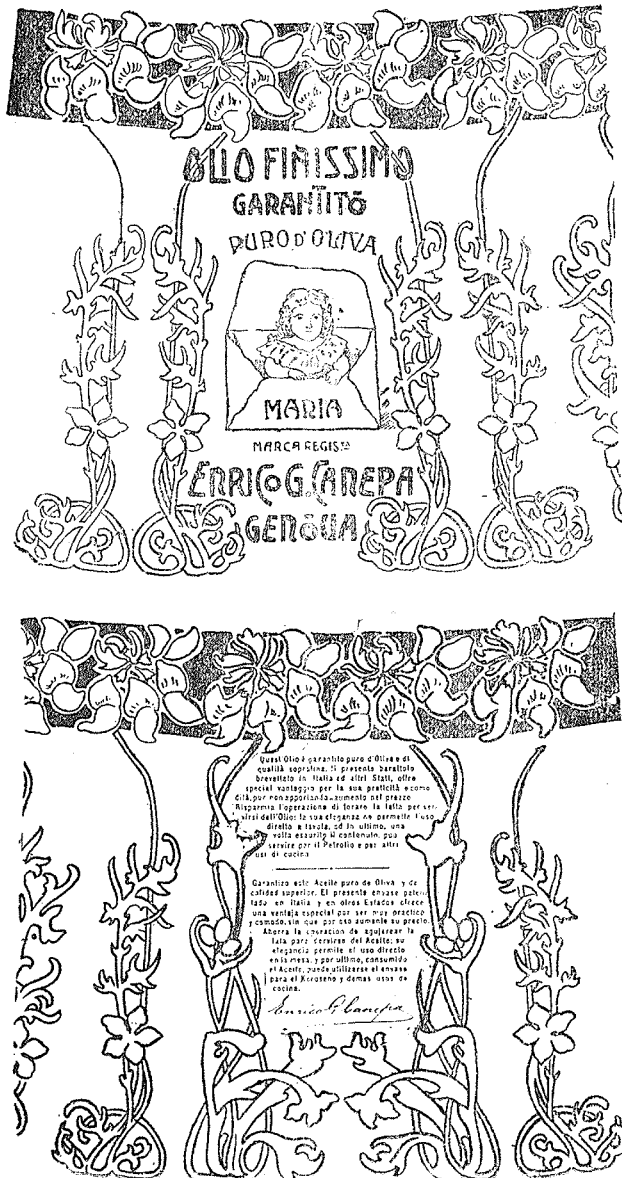 OLIO FINISSIMO
GARANTITO
PURO D'OLIVA
MARIA
MARCA REGISTA
ENRICO G. CANEPA
GENOVA
Quest Olio è garantito puro d'Oliva e di
qualità soprafina. Il presente barattolo
brevettato in Italia ed altri Stati, offre
special vantaggio per la sua praticità e como
dità, pur non apportando aumento nel prezzo
Risparmia l'operazione di forare la latta per ser-
virsi dell'Olio; la sua eleganza ne permette l'uso
diretto a tavola, ed in ultimo, una
volta esaurito il contenuto, può
servire per il Petrolio e per altri
usi di cucina
Garantizo este Aceite puro de Oliva y de
calidad superior. El presente envase paten-
tado en Italia y en otros Estados ofrece
una ventaja especial por ser muy práctico
y comodo, sin que por eso aumente su precio.
Ahorra la operación de agujerear la
lata para servirse del Aceite; su
elegancia permite el uso directo
en la mesa, y por ultimo, consumido
el Aceite, puede utilizarse el envase
para el Keroseno y demas usos de
cocina.
Enrico G. Canepa